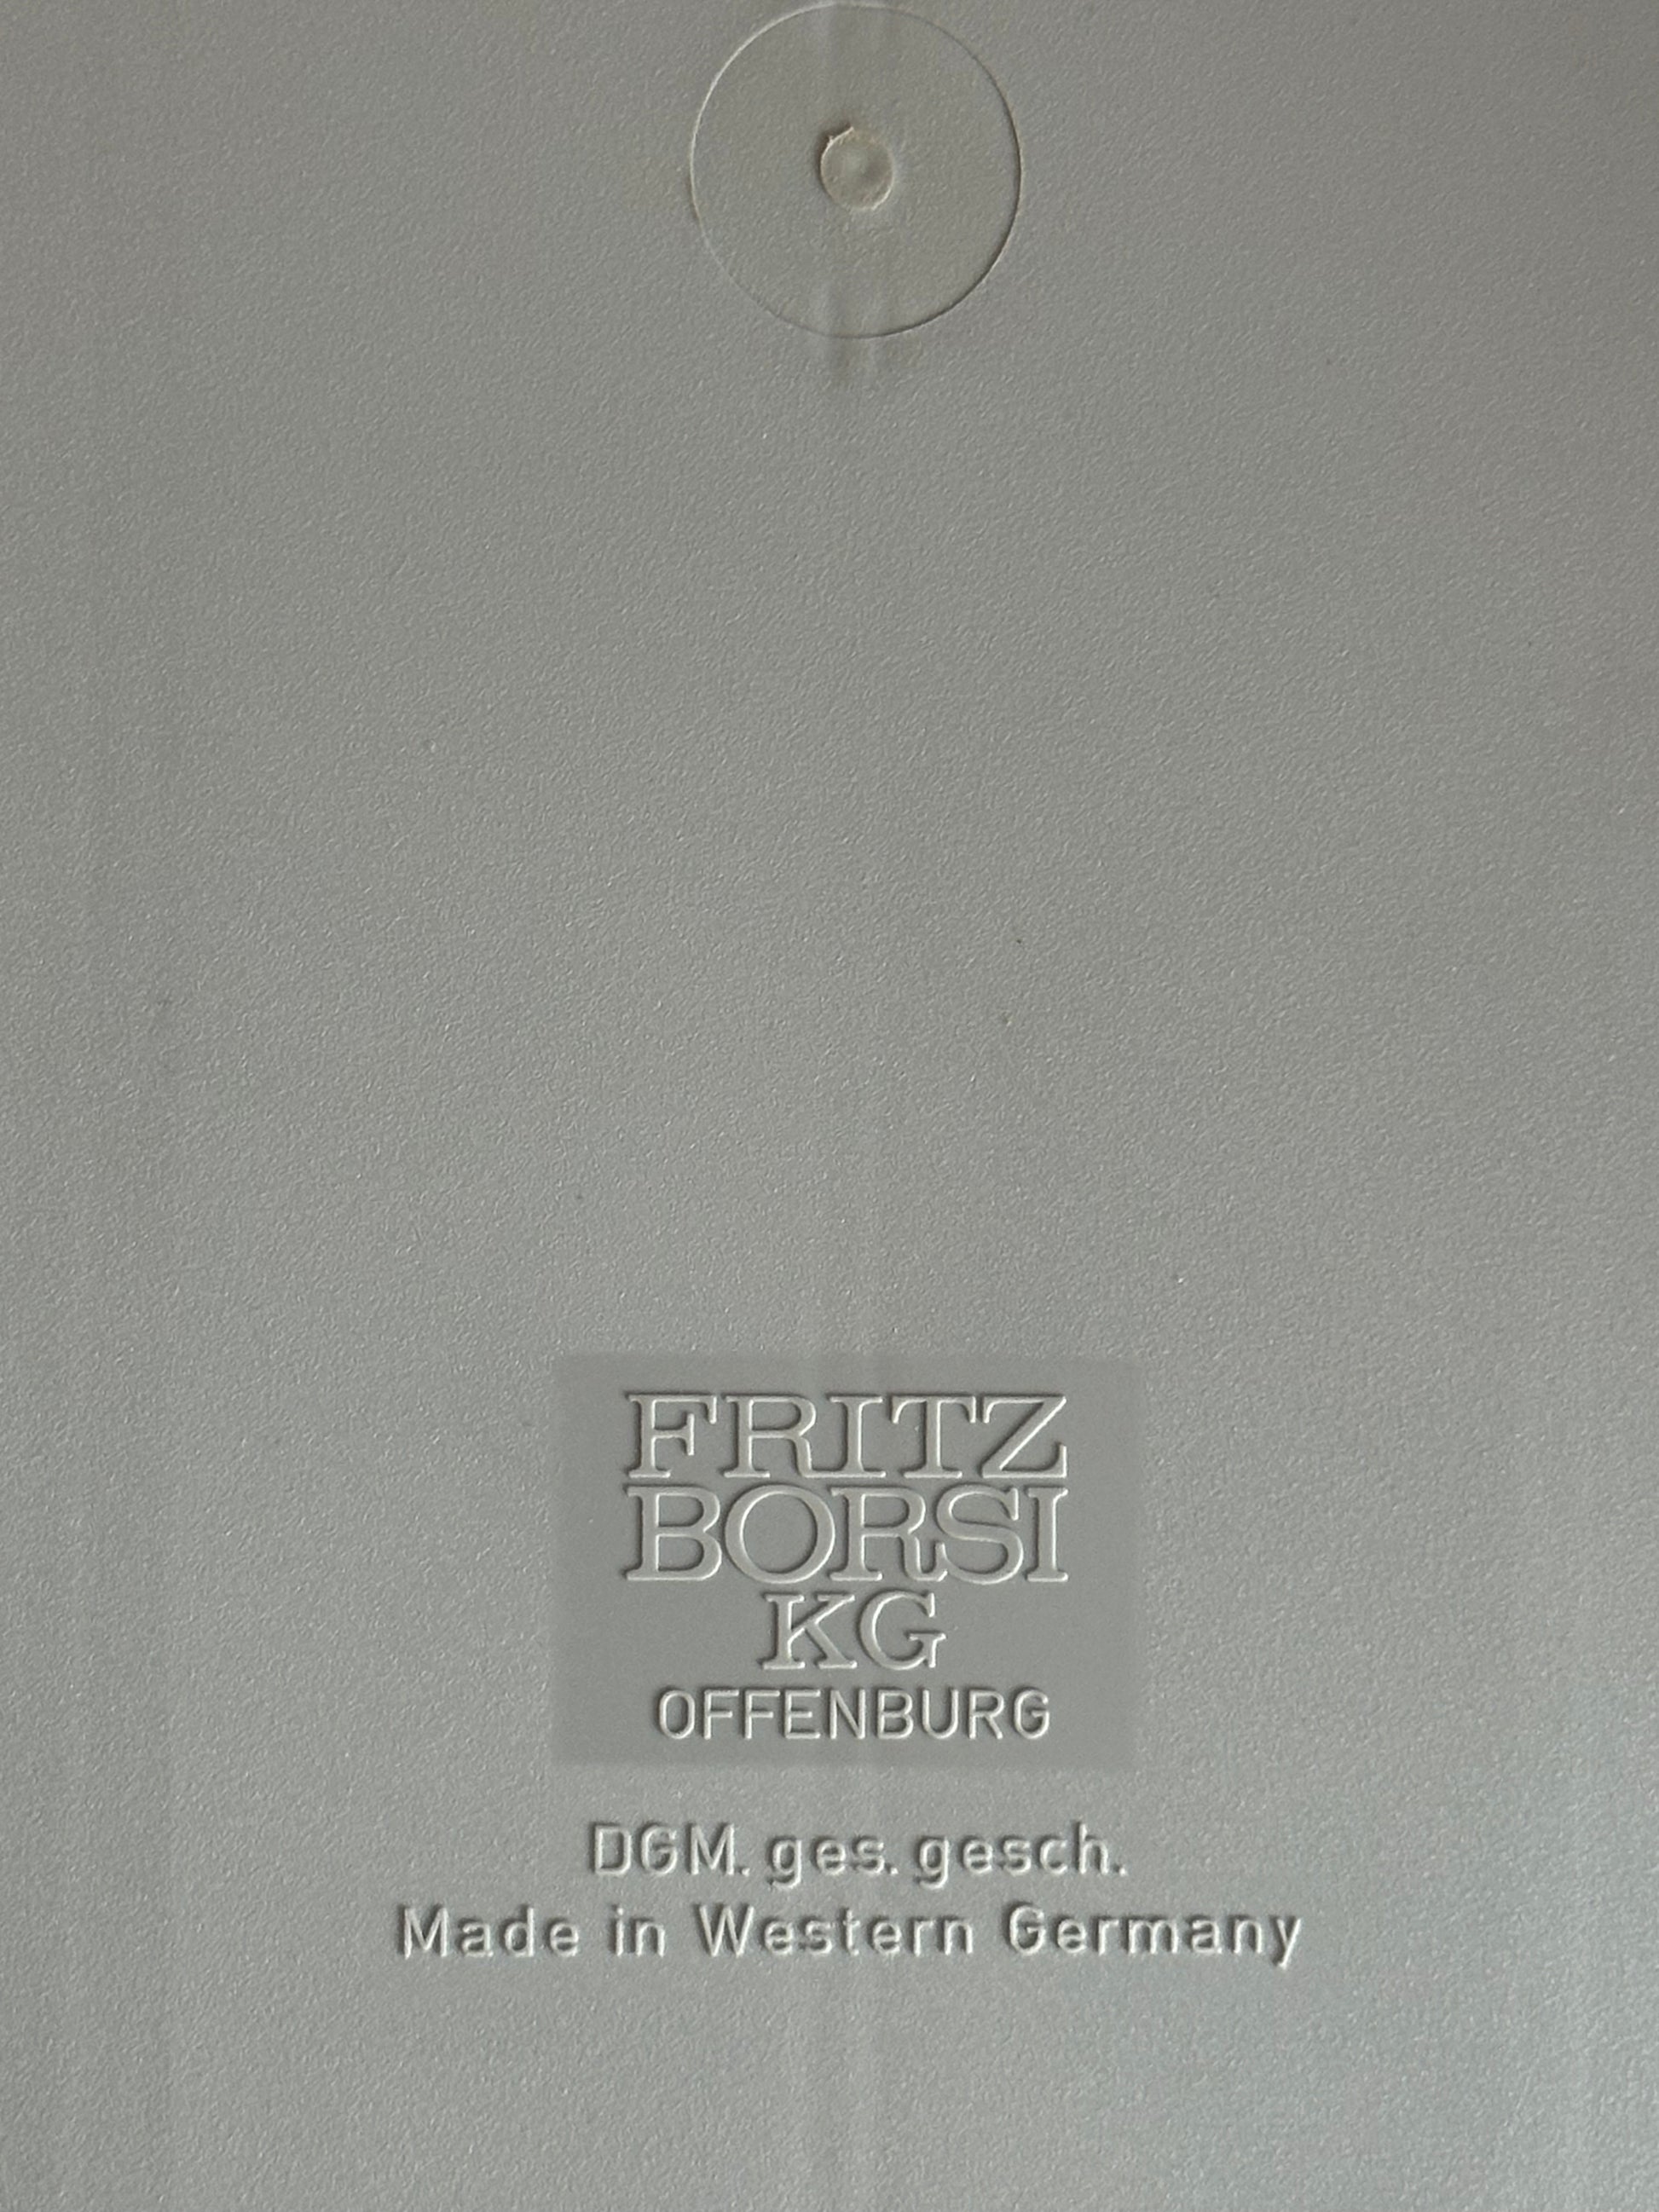 FRITZ
BORSI
KG
OFFENBURG
DGM. ges. gesch.
Made in Western Germany